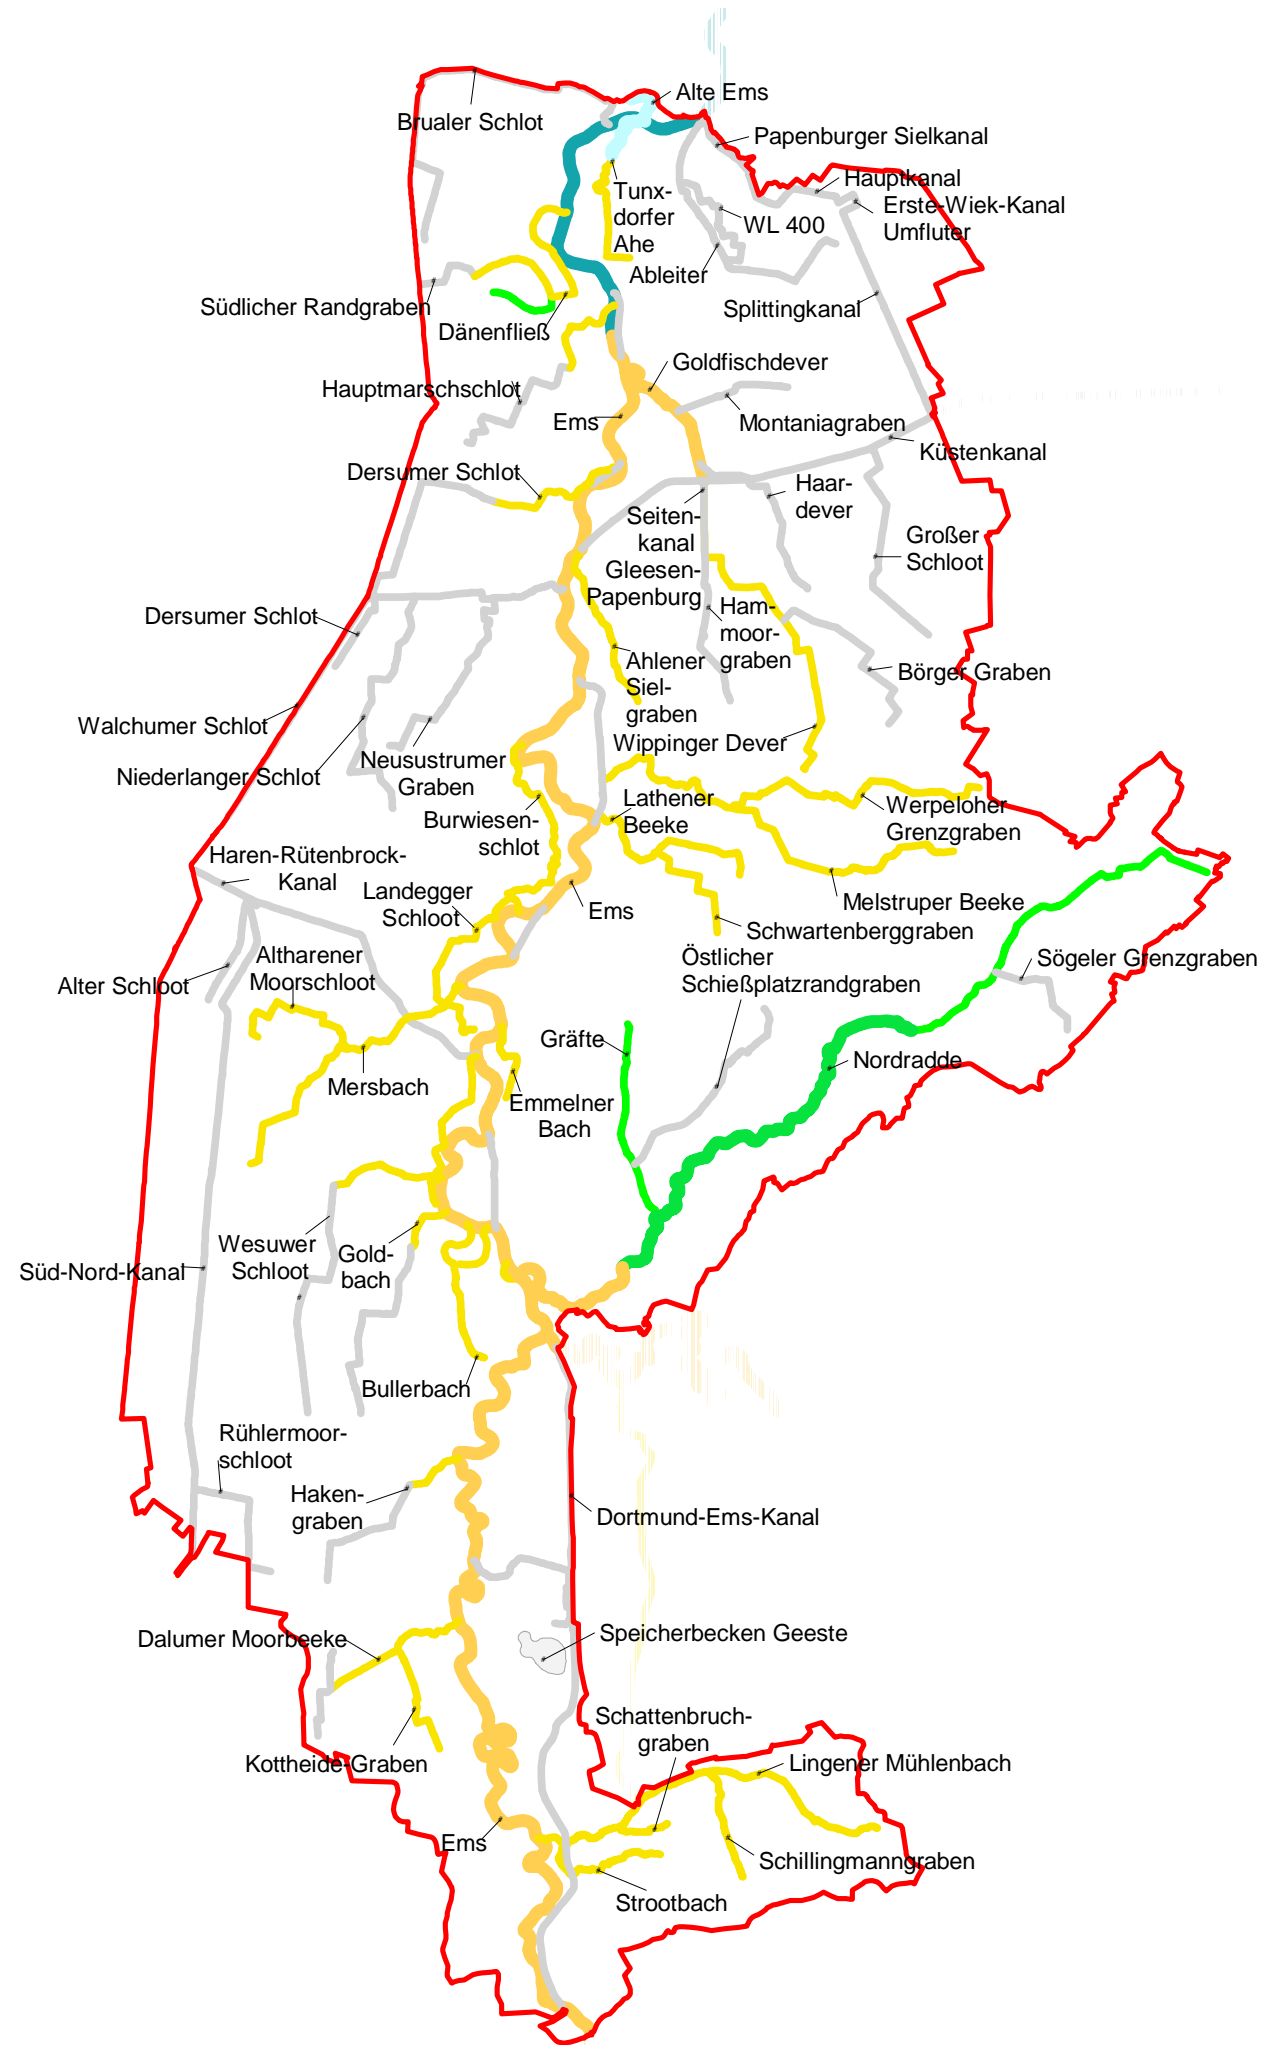 Alte Ems
Brualer Schlot
Papenburger Sielkanal
Hauptkanal
Tunx-
dorfer
Ahe
Erste-Wiek-Kanal
Umfluter
WL 400
Ableiter
Südlicher Randgraben
Splittingkanal
Dänenfließ
Goldfischdever
Hauptmarschschlot
Ems
Montaniagraben
Küstenkanal
Dersumer Schlot
Haar-
dever
Seiten-
kanal
Gleesen-
Papenburg
Großer
Schloot
Ham-
moor-
graben
Dersumer Schlot
Ahlener
Siel-
graben
Börger Graben
Walchumer Schlot
Wippinger Dever
Neusustrumer
Graben
Niederlanger Schlot
Lathener
Beeke
Werpeloher
Grenzgraben
Burwiesen-
schlot
Haren-Rütenbrock-
Kanal
Landegger
Schloot
Ems
Melstruper Beeke
Schwartenberggraben
Altharener
Moorschloot
Östlicher
Schießplatzrandgraben
Sögeler Grenzgraben
Alter Schloot
Gräfte
Nordradde
Mersbach
Emmelner
Bach
Wesuwer
Schloot
Gold-
bach
Süd-Nord-Kanal
Bullerbach
Rühlermoor-
schloot
Haken-
graben
Dortmund-Ems-Kanal
Dalumer Moorbeeke
Speicherbecken Geeste
Schattenbruch-
graben
Kottheide-Graben
Lingener Mühlenbach
Ems
Schillingmanngraben
Strootbach